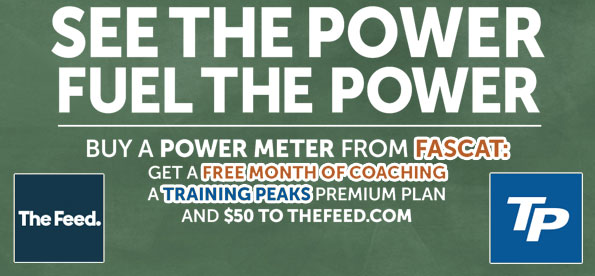 SEE THE POWER
FUEL THE POWER
BUY A POWER METER FROM FASCAT:
GET A FREE MONTH OF COACHING
A TRAINING PEAKS PREMIUM PLAN
AND $50 TO THEFEED.COM
The Feed.
TP